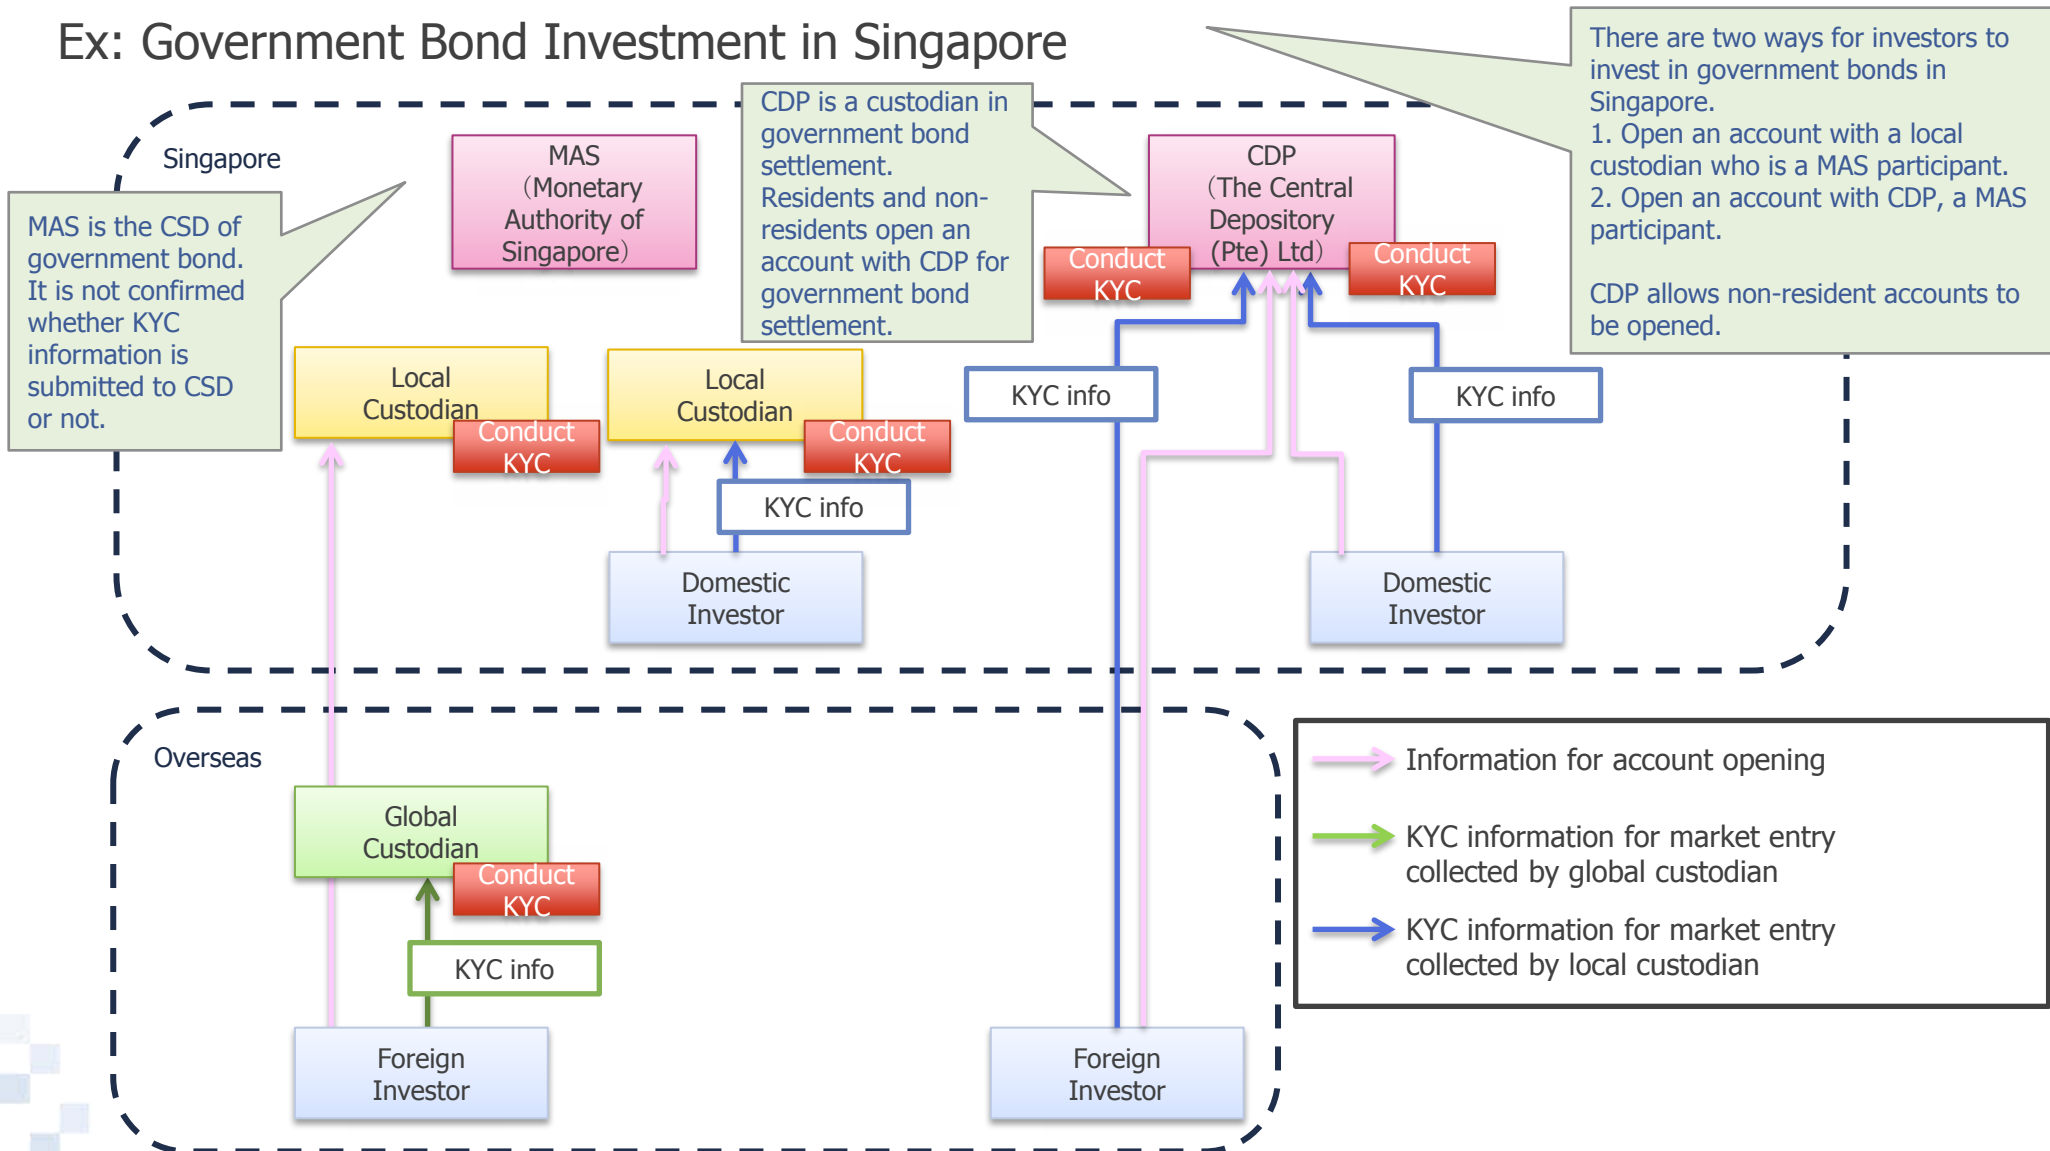 Ex: Government Bond Investment in Singapore
There are two ways for investors to
invest in government bonds in
Singapore.
1. Open an account with a local
custodian who is a MAS participant.
2. Open an account with CDP, a MAS
participant.
CDP allows non-resident accounts to
be opened.
CDP is a custodian in
government bond
settlement.
Residents and non-
residents open an
account with CDP for
government bond
settlement.
Singapore
MAS
（Monetary
Authority of
Singapore）
CDP
（The Central
Depository
(Pte) Ltd）
Conduct
KYC
Conduct
KYC
MAS is the CSD of
government bond.
It is not confirmed
whether KYC
information is
submitted to CSD
or not.
Local
Custodian
Conduct
KYC
Local
Custodian
Conduct
KYC
KYC info
KYC info
KYC info
Domestic
Investor
Domestic
Investor
Overseas
Global
Custodian
Conduct
KYC
KYC info
Foreign
Investor
Foreign
Investor
Information for account opening
KYC information for market entry
collected by global custodian
KYC information for market entry
collected by local custodian